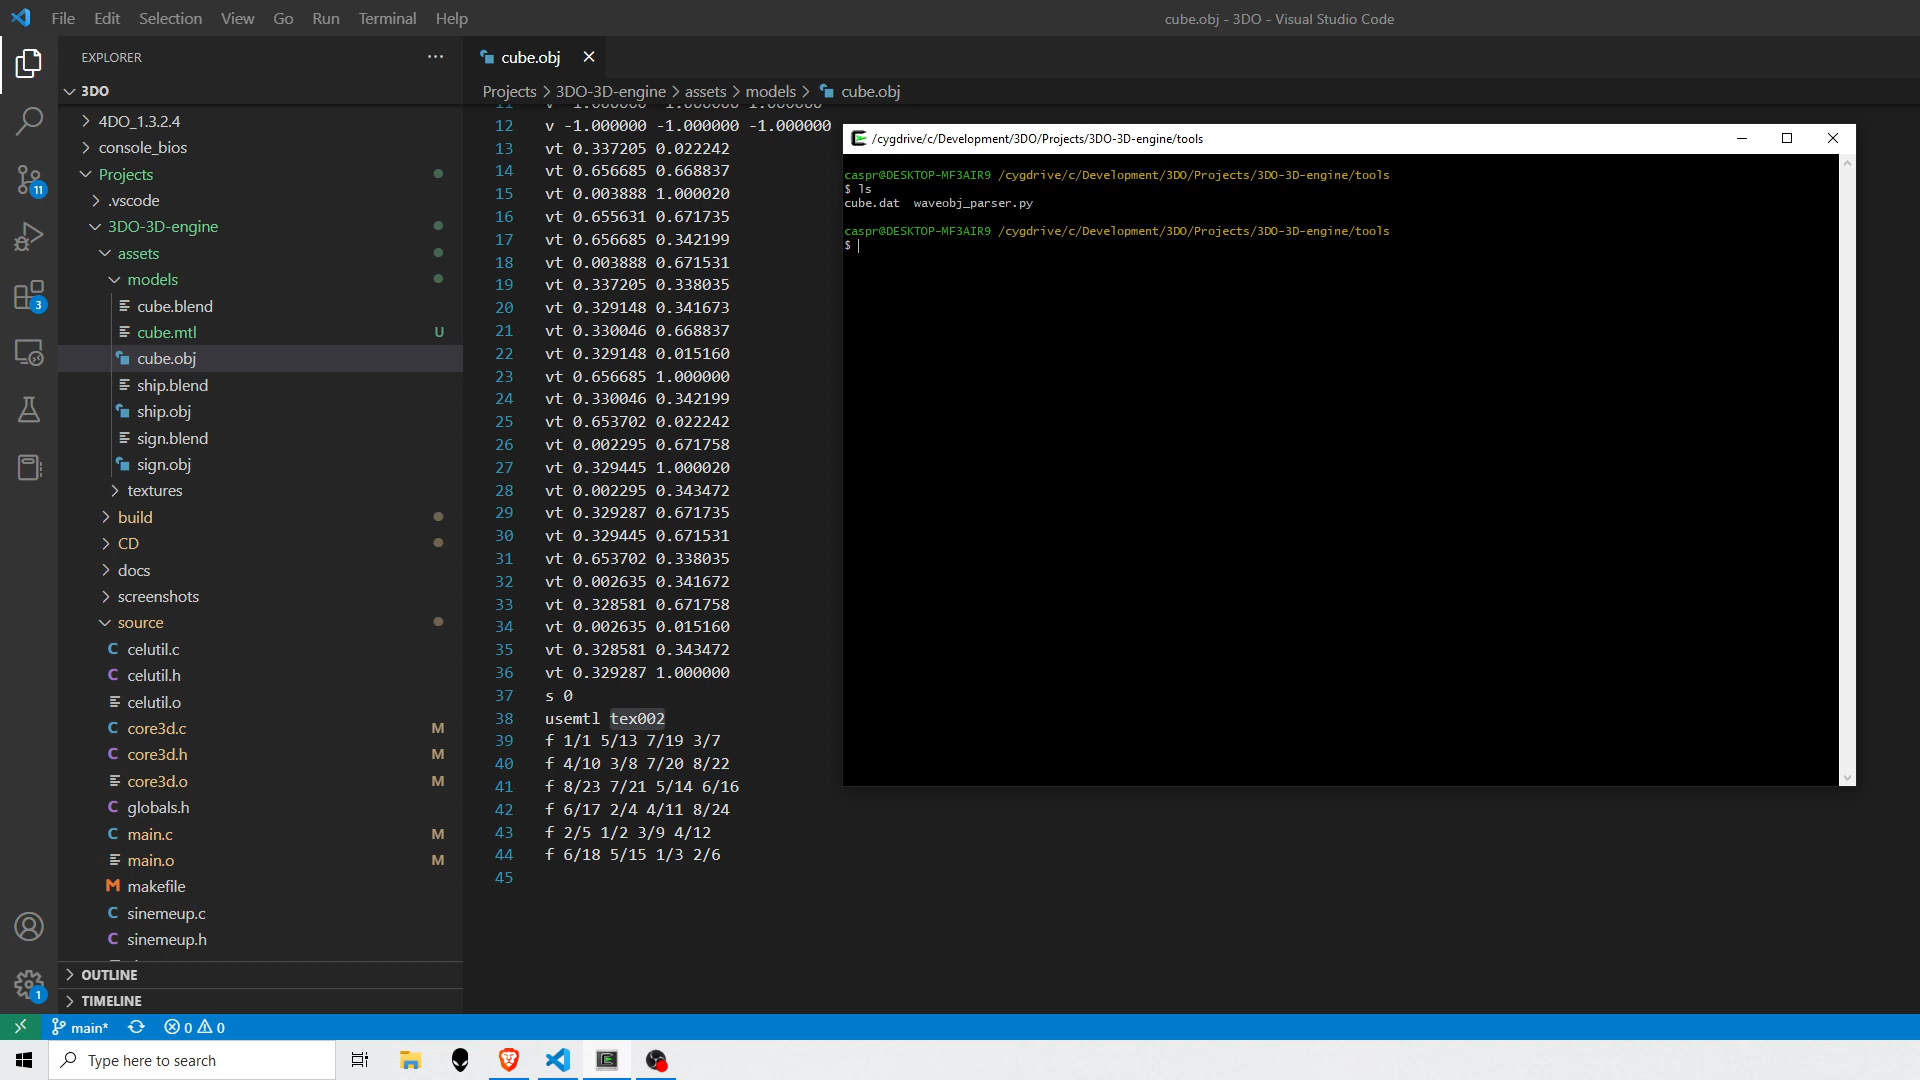 File Edit Selection View Go Run Terminal Help
cube.obj - 3DO - Visual Studio Code
EXPLORER
3DO
4DO_1.3.2.4
console_bios
Projects
.vscode
3DO-3D-engine
assets
models
cube.blend
cube.mtl U
cube.obj
ship.blend
ship.obj
sign.blend
sign.obj
textures
build
CD
docs
screenshots
source
C celutil.c
C celutil.h
celutil.o
C core3d.c M
C core3d.h M
core3d.o M
C globals.h
C main.c M
main.o M
M makefile
C sinemeup.c
C sinemeup.h
OUTLINE
TIMELINE
11
3
1
cube.obj
Projects > 3DO-3D-engine > assets > models > cube.obj
11 v -1.000000 -1.000000 1.000000
12 v -1.000000 -1.000000 -1.000000
13 vt 0.337205 0.022242
14 vt 0.656685 0.668837
15 vt 0.003888 1.000020
16 vt 0.655631 0.671735
17 vt 0.656685 0.342199
18 vt 0.003888 0.671531
19 vt 0.337205 0.338035
20 vt 0.329148 0.341673
21 vt 0.330046 0.668837
22 vt 0.329148 0.015160
23 vt 0.656685 1.000000
24 vt 0.330046 0.342199
25 vt 0.653702 0.022242
26 vt 0.002295 0.671758
27 vt 0.329445 1.000020
28 vt 0.002295 0.343472
29 vt 0.329287 0.671735
30 vt 0.329445 0.671531
31 vt 0.653702 0.338035
32 vt 0.002635 0.341672
33 vt 0.328581 0.671758
34 vt 0.002635 0.015160
35 vt 0.328581 0.343472
36 vt 0.329287 1.000000
37 s 0
38 usemtl tex002
39 f 1/1 5/13 7/19 3/7
40 f 4/10 3/8 7/20 8/22
41 f 8/23 7/21 5/14 6/16
42 f 6/17 2/4 4/11 8/24
43 f 2/5 1/2 3/9 4/12
44 f 6/18 5/15 1/3 2/6
45
/cygdrive/c/Development/3DO/Projects/3DO-3D-engine/tools
caspr@DESKTOP-MF3AIR9 /cygdrive/c/Development/3DO/Projects/3DO-3D-engine/tools
$ ls
cube.dat waveobj_parser.py
caspr@DESKTOP-MF3AIR9 /cygdrive/c/Development/3DO/Projects/3DO-3D-engine/tools
$
main* 0 0
Type here to search